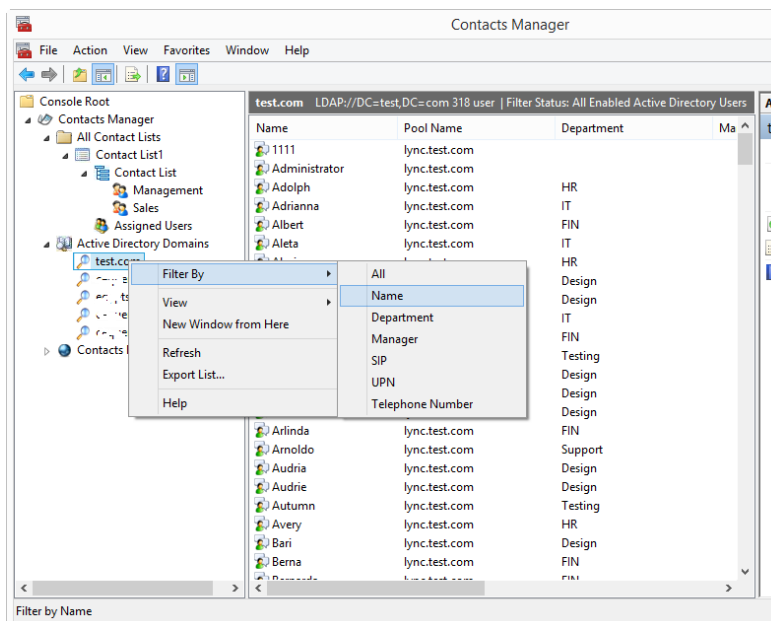 Contacts Manager
File Action View Favorites Window Help
Console Root
Contacts Manager
All Contact Lists
Contact List1
Contact List
Management
Sales
Assigned Users
Active Directory Domains
test.com
Contacts
Filter By
View
New Window from Here
Refresh
Export List...
Help
All
Name
Department
Manager
SIP
UPN
Telephone Number
test.com LDAP://DC=test,DC=com 318 user | Filter Status: All Enabled Active Directory Users
Name Pool Name Department Ma
1111 lync.test.com
Administrator lync.test.com
Adolph lync.test.com HR
Adrianna lync.test.com IT
Albert lync.test.com FIN
Aleta lync.test.com IT
HR
Design
Design
IT
FIN
Testing
Design
Design
Design
Arlinda lync.test.com FIN
Arnoldo lync.test.com Support
Audria lync.test.com Design
Audrie lync.test.com Design
Autumn lync.test.com Testing
Avery lync.test.com HR
Bari lync.test.com Design
Berna lync.test.com FIN
Filter by Name